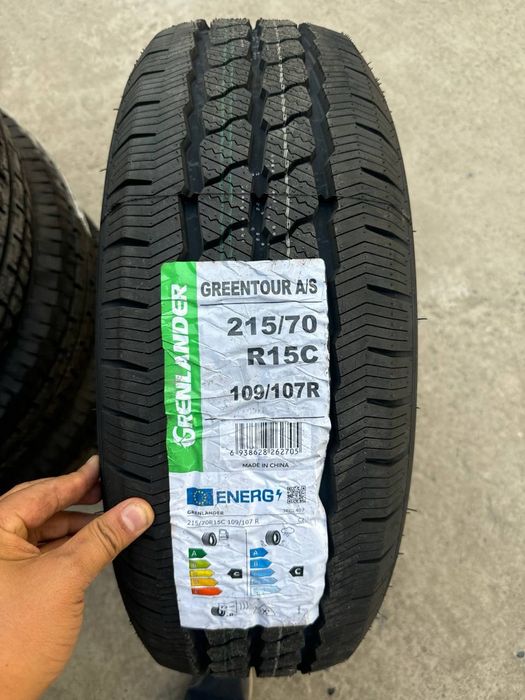 GRENLANDER
GREENTOUR A/S
215/70
R15C
109/107R
6 938628 262705
MADE IN CHINA
ENERG
GRENLANDER
215/70R15C 109/107 R
A
B
C
D
E
C
A
B
C
D
E
C